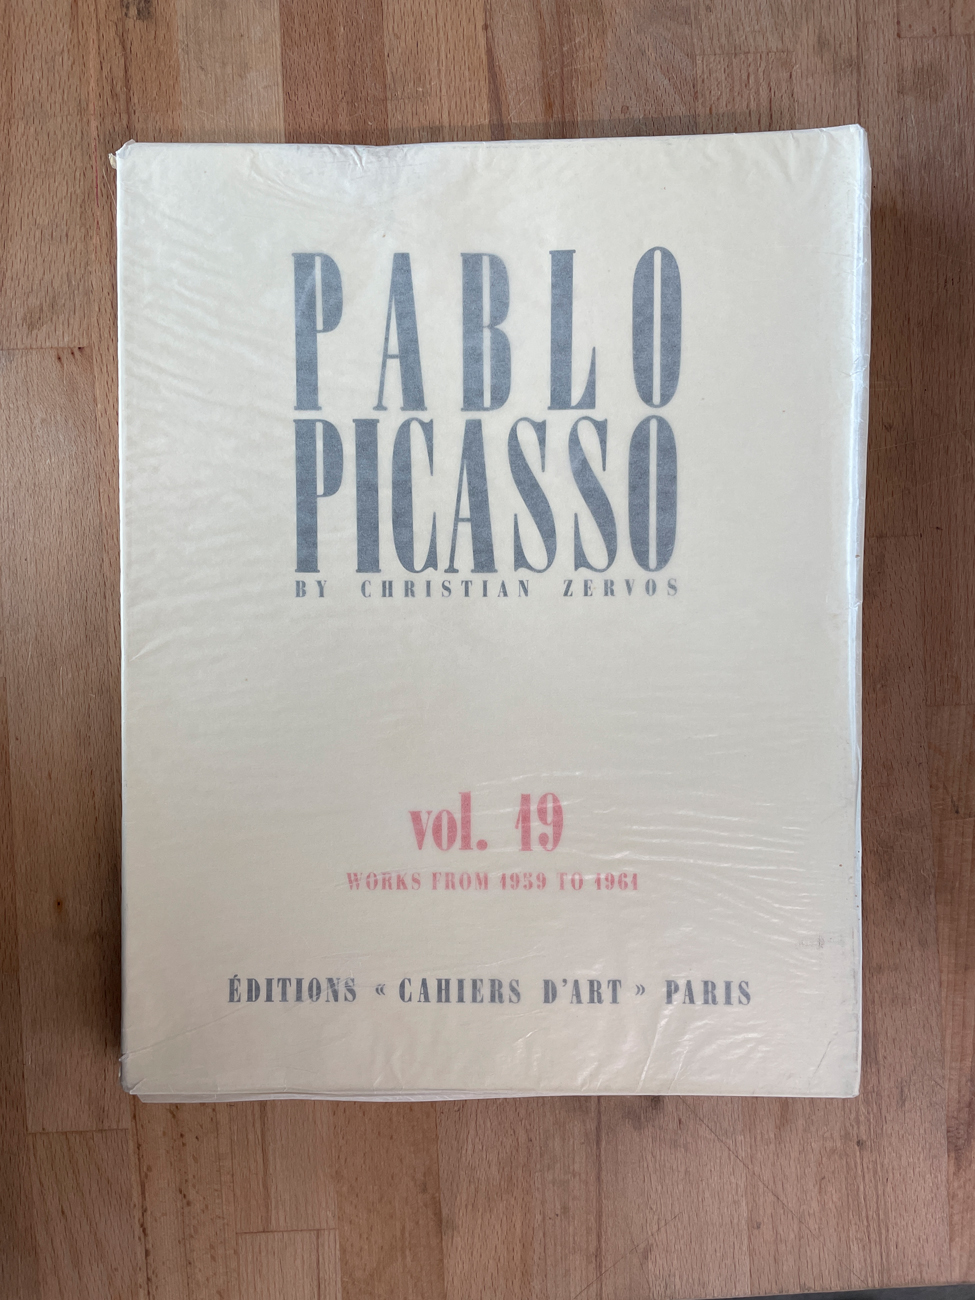 PABLO
PICASSO
BY CHRISTIAN ZERVOS
vol. 19
WORKS FROM 1959 TO 1961
ÉDITIONS « CAHIERS D'ART » PARIS